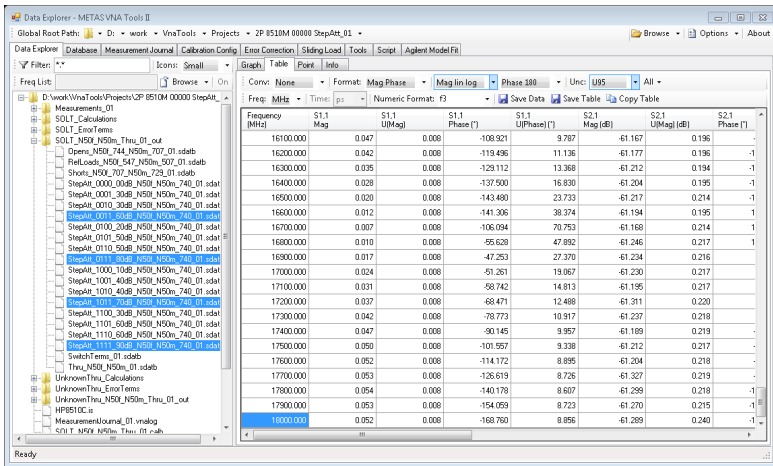 Data Explorer - METAS VNA Tools II
Global Root Path: D: work VnaTools Projects 2P 8510M 00000 StepAtt_01 Browse Options About
Data Explorer Database Measurement Journal Calibration Config Error Correction Sliding Load Tools Script Agilent Model Fit
Filter: *.* Icons: Small
Freq List: Browse On
D:\work\VnaTools\Projects\2P 8510M 00000 StepAtt_
Measurements_01
SOLT_Calculations
SOLT_ErrorTerms
SOLT_N50f_N50m_Thru_01_out
Opens_N50f_744_N50m_707_01.sdatb
RefLoads_N50f_547_N50m_507_01.sdatb
Shorts_N50f_707_N50m_729_01.sdatb
StepAtt_0000_00dB_N50f_N50m_740_01.sdat
StepAtt_0001_30dB_N50f_N50m_740_01.sdat
StepAtt_0010_30dB_N50f_N50m_740_01.sdat
StepAtt_0011_60dB_N50f_N50m_740_01.sdat
StepAtt_0100_20dB_N50f_N50m_740_01.sdat
StepAtt_0101_50dB_N50f_N50m_740_01.sdat
StepAtt_0110_50dB_N50f_N50m_740_01.sdat
StepAtt_0111_80dB_N50f_N50m_740_01.sdat
StepAtt_1000_10dB_N50f_N50m_740_01.sdat
StepAtt_1001_40dB_N50f_N50m_740_01.sdat
StepAtt_1010_40dB_N50f_N50m_740_01.sdat
StepAtt_1011_70dB_N50f_N50m_740_01.sdat
StepAtt_1100_30dB_N50f_N50m_740_01.sdat
StepAtt_1101_60dB_N50f_N50m_740_01.sdat
StepAtt_1110_60dB_N50f_N50m_740_01.sdat
StepAtt_1111_90dB_N50f_N50m_740_01.sdat
SwitchTerms_01.sdatb
Thru_N50f_N50m_01.sdatb
UnknownThru_Calculations
UnknownThru_ErrorTerms
UnknownThru_N50f_N50m_Thru_01_out
HP8510C.is
MeasurementJournal_01.vnalog
SOLT_N50f_N50m_Thru_01.calb
Graph Table Point Info
Conv: None Format: Mag Phase Mag lin log Phase 180 Unc: U95 All
Freq: MHz Time: ps Numeric Format: f3 Save Data Save Table Copy Table
Frequency (MHz) S1,1 Mag S1,1 U(Mag) S1,1 Phase (°) S1,1 U(Phase) (°) S2,1 Mag (dB) S2,1 U(Mag) (dB) S2,1 Phase (°)
16100.000 0.047 0.008 -108.921 9.787 -61.167 0.196
16200.000 0.042 0.008 -119.496 11.136 -61.177 0.196 -1
16300.000 0.035 0.008 -129.112 13.368 -61.212 0.194 -1
16400.000 0.028 0.008 -137.500 16.830 -61.204 0.195 -1
16500.000 0.020 0.008 -143.480 23.733 -61.217 0.214 -1
16600.000 0.012 0.008 -141.306 38.374 -61.194 0.195 1
16700.000 0.007 0.008 -106.094 70.753 -61.168 0.214 1
16800.000 0.010 0.008 -55.628 47.892 -61.246 0.217 1
16900.000 0.017 0.008 -47.253 27.370 -61.234 0.216
17000.000 0.024 0.008 -51.261 19.067 -61.230 0.217
17100.000 0.031 0.008 -58.742 14.813 -61.195 0.217
17200.000 0.037 0.008 -68.471 12.488 -61.311 0.220
17300.000 0.042 0.008 -78.773 10.917 -61.237 0.218
17400.000 0.047 0.008 -90.145 9.957 -61.189 0.219 -
17500.000 0.050 0.008 -101.557 9.338 -61.212 0.217 -
17600.000 0.052 0.008 -114.172 8.895 -61.204 0.218 -
17700.000 0.053 0.008 -126.619 8.726 -61.327 0.219 -
17800.000 0.054 0.008 -140.178 8.607 -61.299 0.218 -1
17900.000 0.053 0.008 -154.059 8.723 -61.270 0.215 -1
18000.000 0.052 0.008 -168.760 8.856 -61.289 0.240 -1
Ready